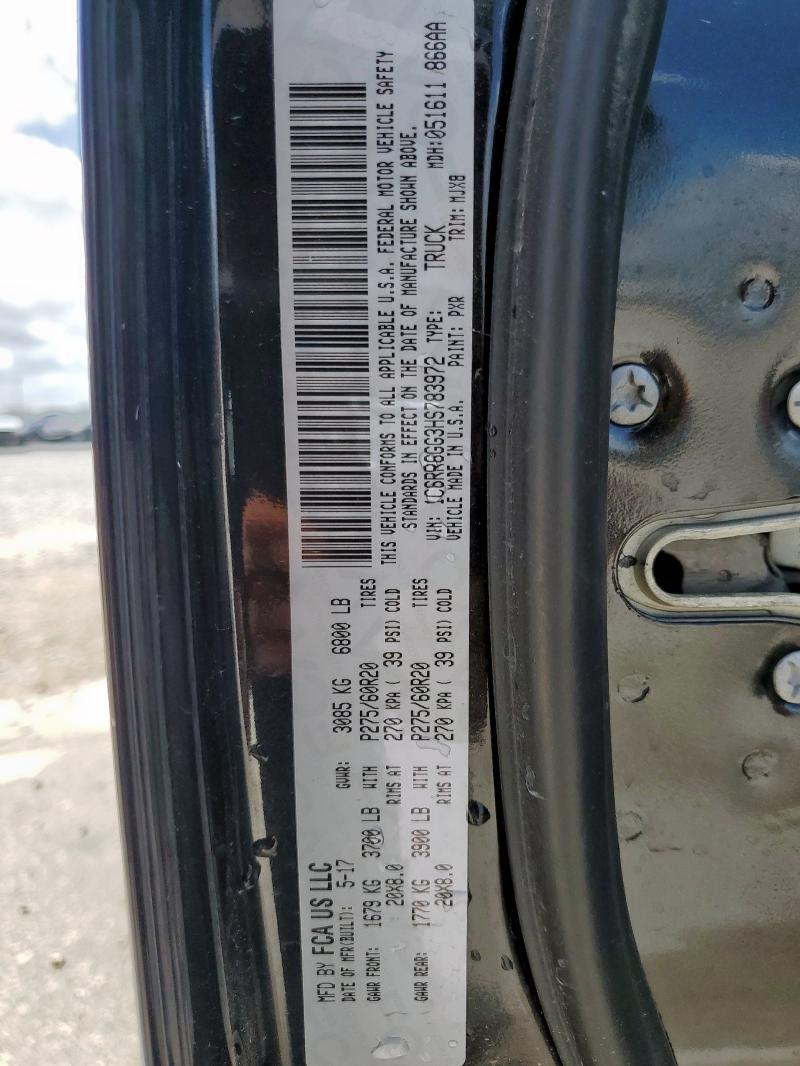 MFD BY FCA US LLC
DATE OF MFR(BUILT): 5-17 GVWR: 3085 KG 6800 LB
GAWR FRONT: 1679 KG 3700 LB WITH P275/60R20 TIRES
20X8.0 RIMS AT 270 KPA ( 39 PSI) COLD
GAWR REAR: 1770 KG 3900 LB WITH P275/60R20 TIRES
20X8.0 RIMS AT 270 KPA ( 39 PSI) COLD
THIS VEHICLE CONFORMS TO ALL APPLICABLE U.S.A. FEDERAL MOTOR VEHICLE SAFETY
STANDARDS IN EFFECT ON THE DATE OF MANUFACTURE SHOWN ABOVE.
VIN: 1C6RR8GG3HS783972 TYPE: TRUCK MDH:051611 866AA
VEHICLE MADE IN U.S.A. PAINT: PXR TRIM: MJX8